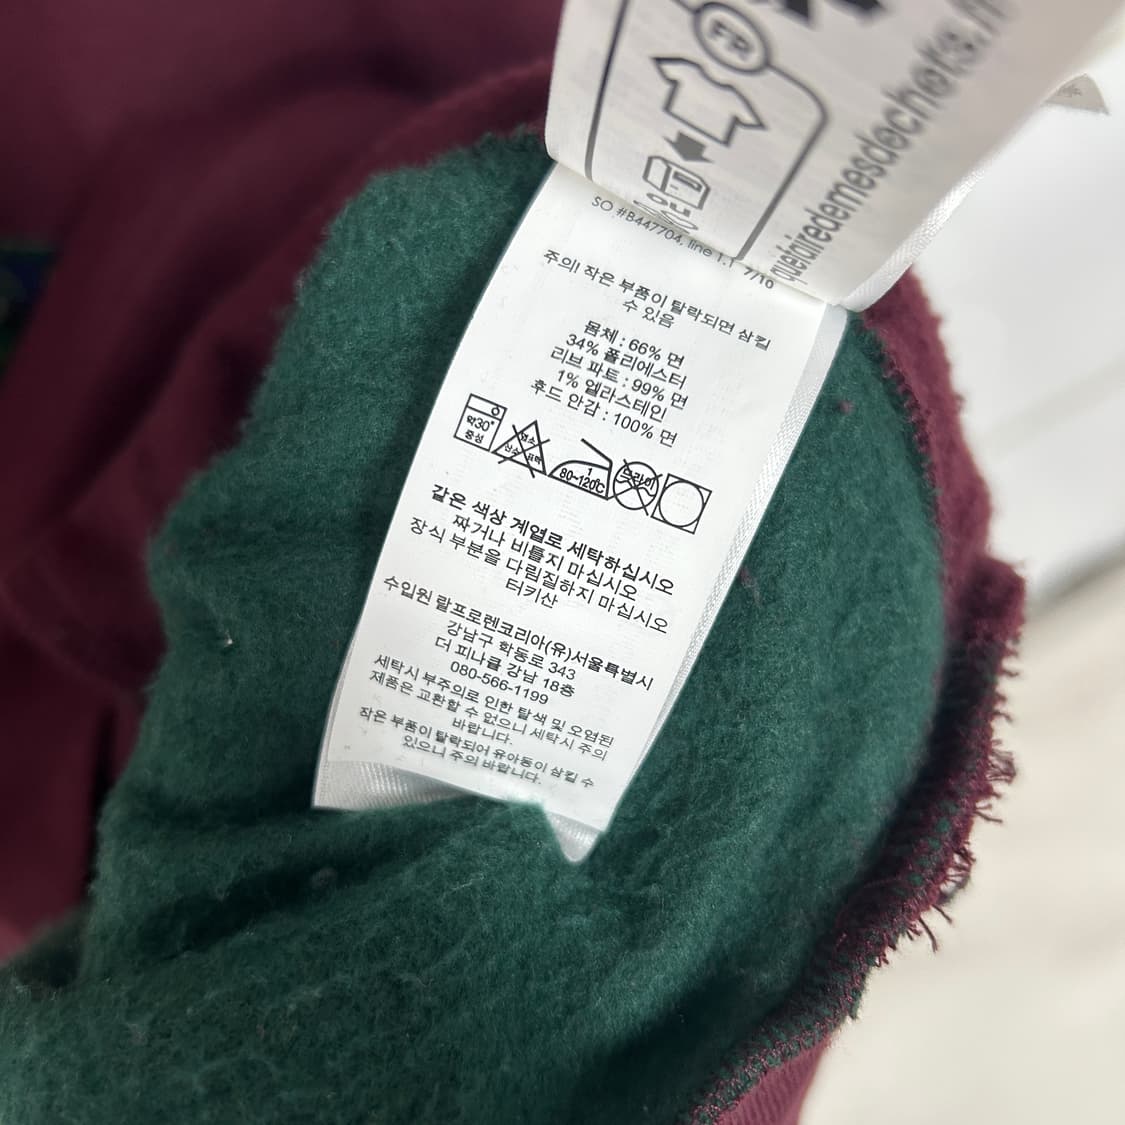 FR
quefairedemesdechets.fr
SO #B447704, line 1.1 7/16
주의! 작은 부품이 탈락되면 삼킬
수 있음
몸체 : 66% 면
34% 폴리에스터
리브 파트 : 99% 면
1% 엘라스테인
후드 안감 : 100% 면
약30°
중성
염소
산소 표백
1
80~120℃
드라이
같은 색상 계열로 세탁하십시오
짜거나 비틀지 마십시오
장식 부분을 다림질하지 마십시오
터키산
수입원 랄프로렌코리아(유)서울특별시
강남구 학동로 343
더 피나클 강남 18층
080-566-1199
세탁시 부주의로 인한 탈색 및 오염된
제품은 교환할 수 없으니 세탁시 주의
바랍니다.
작은 부품이 탈락되어 유아동이 삼킬 수
있으니 주의 바랍니다.